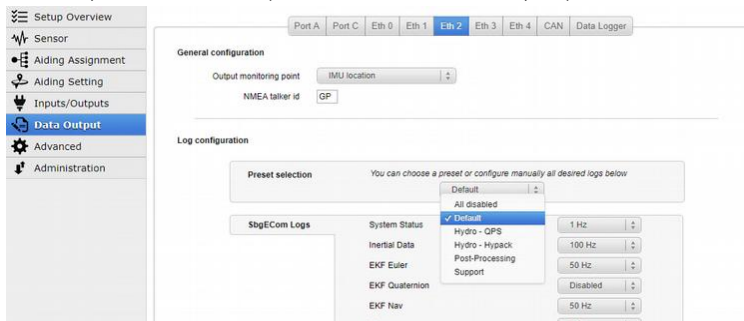 Setup Overview
Sensor
Aiding Assignment
Aiding Setting
Inputs/Outputs
Data Output
Advanced
Administration
Port A Port C Eth 0 Eth 1 Eth 2 Eth 3 Eth 4 CAN Data Logger
General configuration
Output monitoring point IMU location
NMEA talker id GP
Log configuration
Preset selection You can choose a preset or configure manually all desired logs below
Default
All disabled
✓ Default
Hydro - QPS
Hydro - Hypack
Post-Processing
Support
SbgECom Logs System Status 1 Hz
Inertial Data 100 Hz
EKF Euler 50 Hz
EKF Quaternion Disabled
EKF Nav 50 Hz